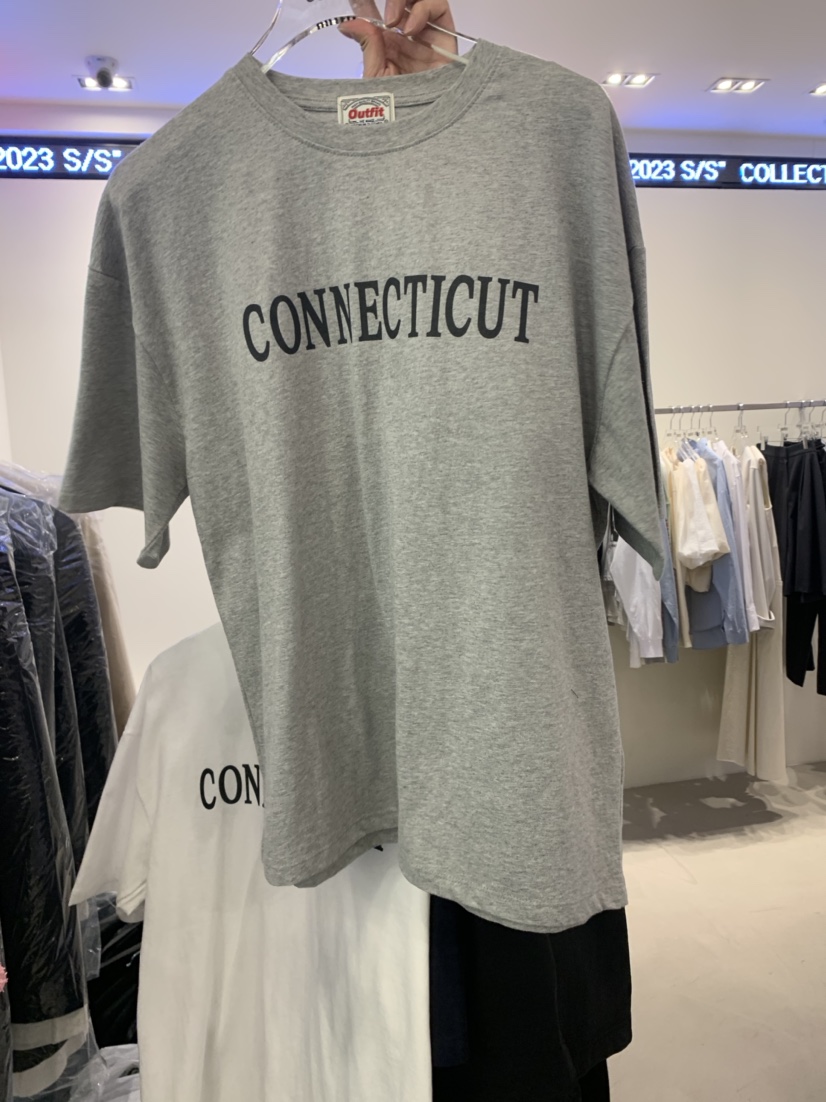 2023 S/S"
2023 S/S" COLLECT
Outfit
CONNECTICUT
CON